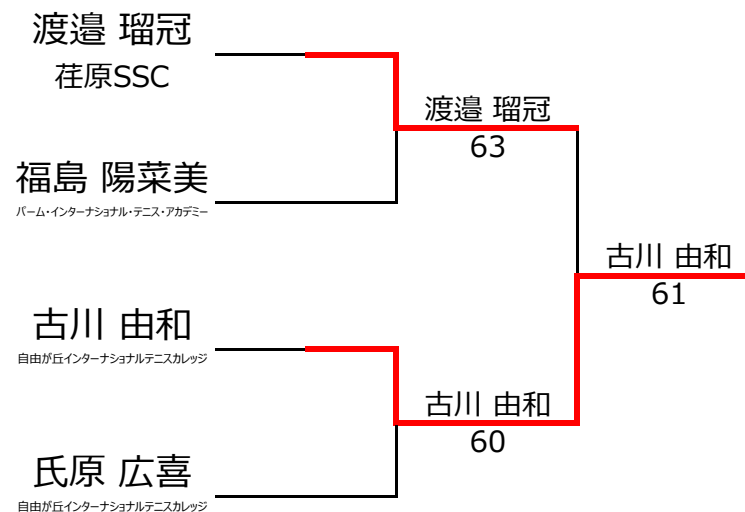 渡邉 瑠冠
荏原SSC
渡邉 瑠冠
63
福島 陽菜美
パーム・インターナショナル・テニス・アカデミー
古川 由和
61
古川 由和
自由が丘インターナショナルテニスカレッジ
古川 由和
60
氏原 広喜
自由が丘インターナショナルテニスカレッジ